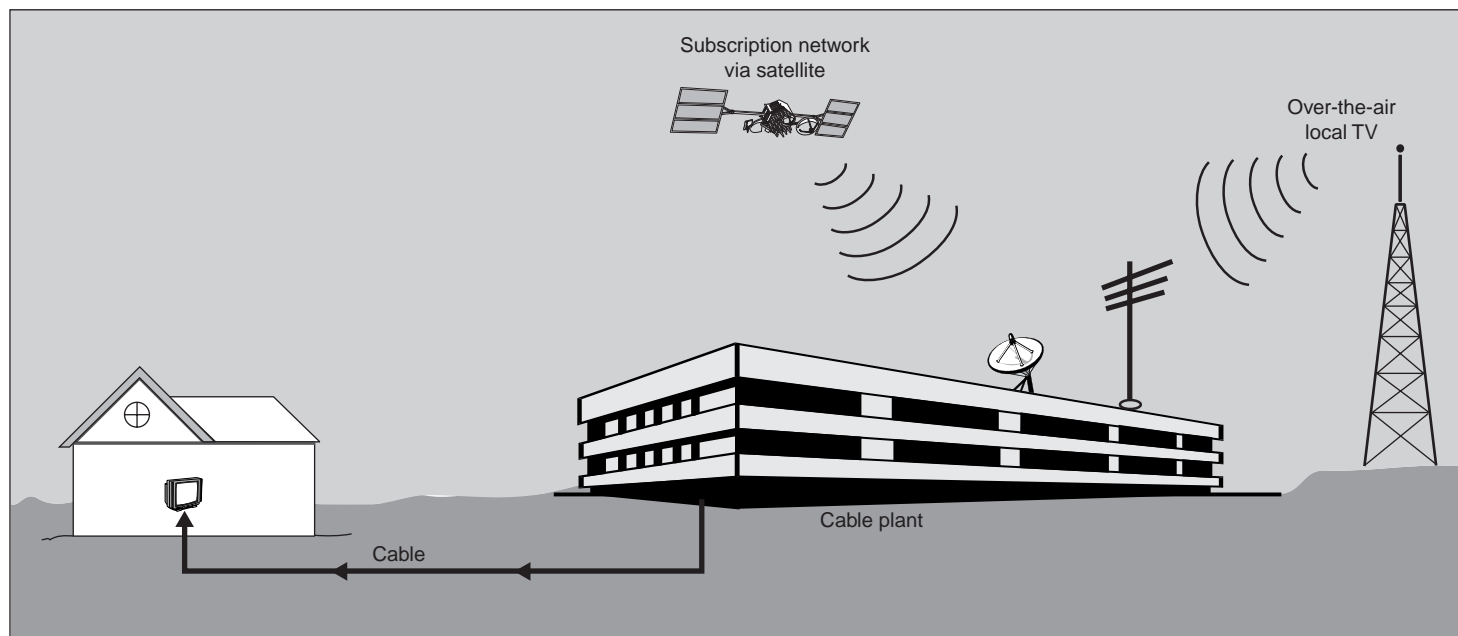 Subscription network
via satellite
Over-the-air
local TV
Cable plant
Cable